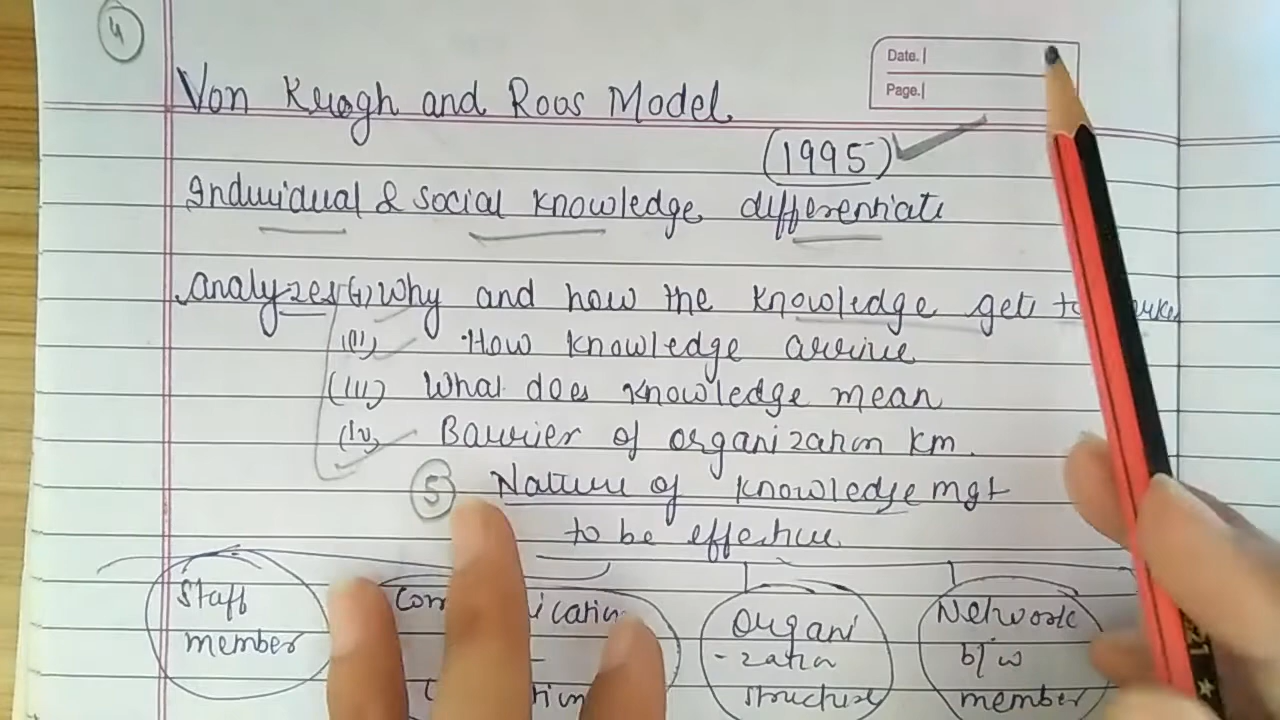 4
Date.
Page.
Von Krogh and Roos Model
(1995)
Individual & Social Knowledge differentiate
Analyzes (i) Why and how the knowledge get to
(ii) How knowledge arrive
(iii) What does knowledge mean
(iv) Barrier of organization KM.
5 Nature of knowledge mgt
to be effective
Staff
member
Organi
-zation
structure
Network
b/w
member